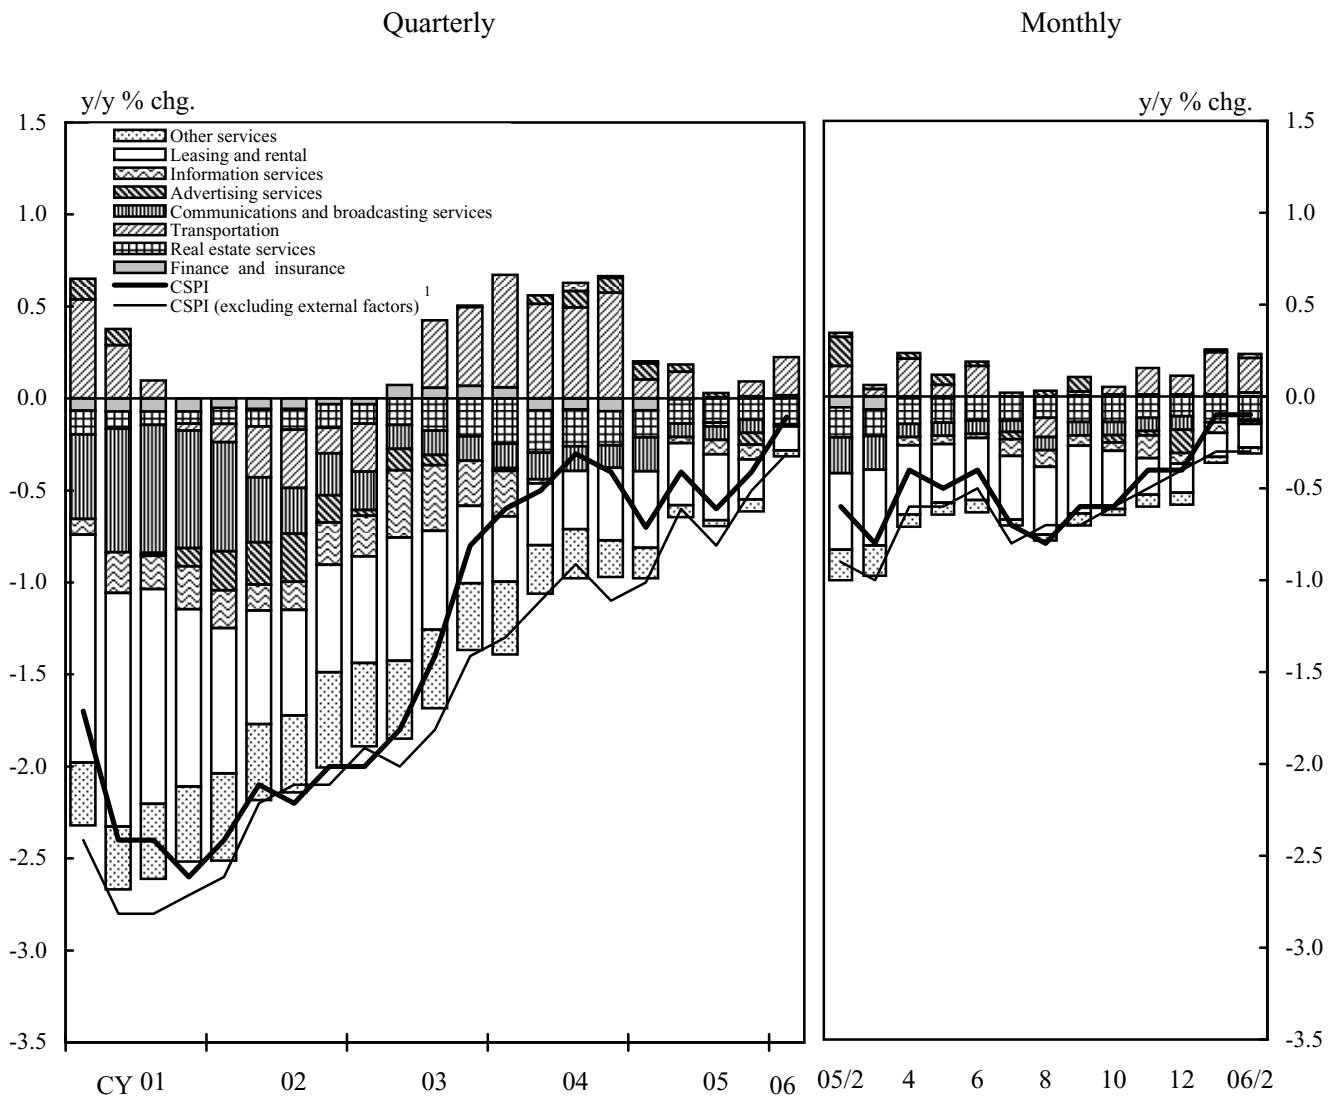 Quarterly
Monthly
y/y % chg.
y/y % chg.
Other services
Leasing and rental
Information services
Advertising services
Communications and broadcasting services
Transportation
Real estate services
Finance and insurance
CSPI
CSPI (excluding external factors) 1
1.5
1.0
0.5
0.0
-0.5
-1.0
-1.5
-2.0
-2.5
-3.0
-3.5
1.5
1.0
0.5
0.0
-0.5
-1.0
-1.5
-2.0
-2.5
-3.0
-3.5
CY 01 02 03 04 05 06
05/2 4 6 8 10 12 06/2